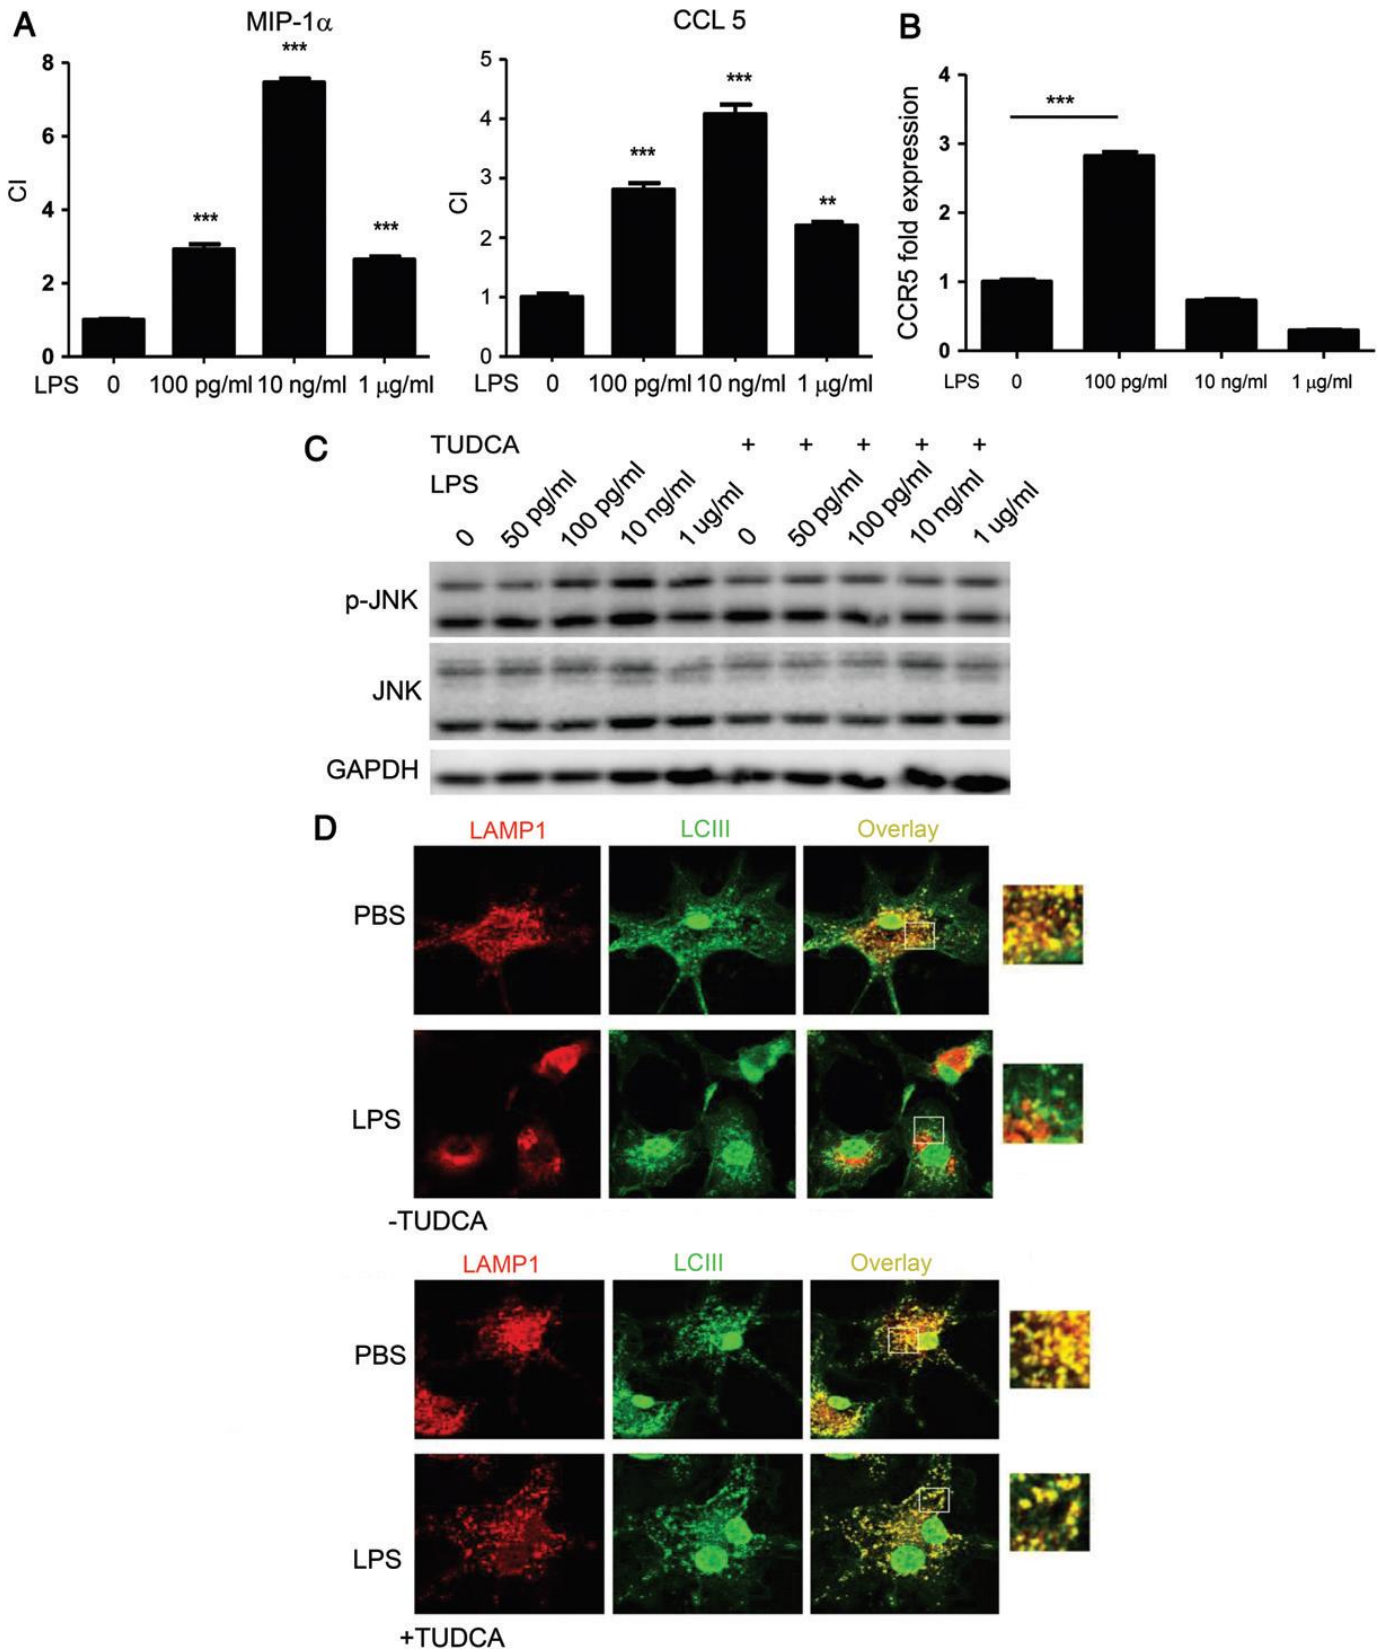 A
MIP-1α
CCL 5
B
8
6
4
2
0
CI
***
***
***
LPS 0 100 pg/ml 10 ng/ml 1 μg/ml
5
4
3
2
1
0
CI
***
***
**
LPS 0 100 pg/ml 10 ng/ml 1 μg/ml
4
3
2
1
0
CCR5 fold expression
***
LPS 0 100 pg/ml 10 ng/ml 1 μg/ml
C
TUDCA + + + + +
LPS
0 50 pg/ml 100 pg/ml 10 ng/ml 1 ug/ml 0 50 pg/ml 100 pg/ml 10 ng/ml 1 ug/ml
p-JNK
JNK
GAPDH
D
LAMP1 LCIII Overlay
PBS
LPS
-TUDCA
LAMP1 LCIII Overlay
PBS
LPS
+TUDCA